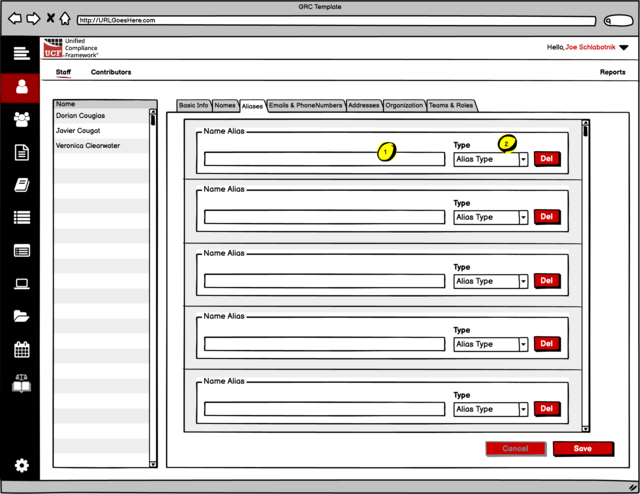 GRC Template
http://URLGoesHere.com
UCF
Unified
Compliance
Framework
Hello, Joe Schlabotnik
Staff Contributors Reports
Name
Dorian Cougias
Javier Cougat
Veronica Clearwater
Basic Info Names Aliases Emails & PhoneNumbers Addresses Organization Teams & Roles
Name Alias
1
Type
2
Alias Type
Del
Name Alias
Type
Alias Type
Del
Name Alias
Type
Alias Type
Del
Name Alias
Type
Alias Type
Del
Name Alias
Type
Alias Type
Del
Cancel
Save